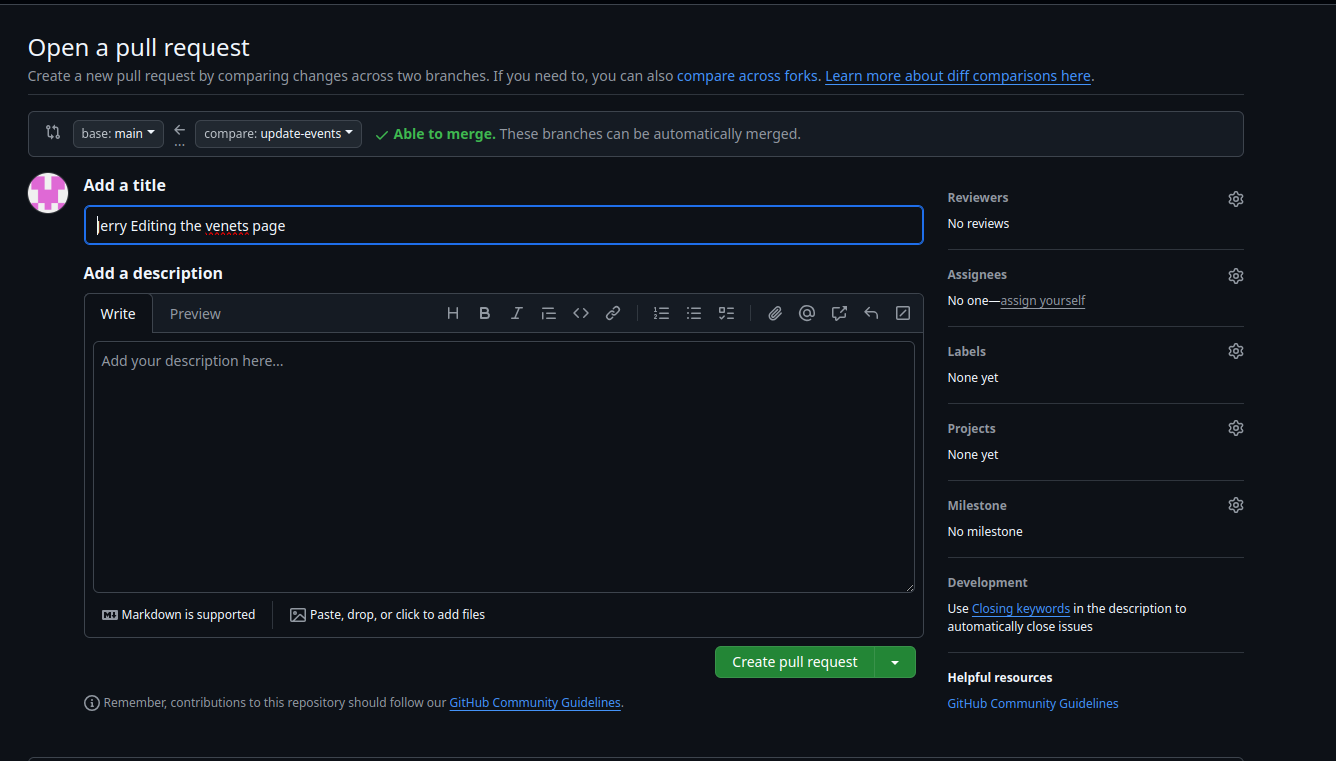 Open a pull request
Create a new pull request by comparing changes across two branches. If you need to, you can also compare across forks. Learn more about diff comparisons here.
base: main
...
compare: update-events
Able to merge. These branches can be automatically merged.
Add a title
Jerry Editing the venets page
Add a description
Write
Preview
Add your description here...
Markdown is supported
Paste, drop, or click to add files
Create pull request
Remember, contributions to this repository should follow our GitHub Community Guidelines.
Reviewers
No reviews
Assignees
No one—assign yourself
Labels
None yet
Projects
None yet
Milestone
No milestone
Development
Use Closing keywords in the description to
automatically close issues
Helpful resources
GitHub Community Guidelines